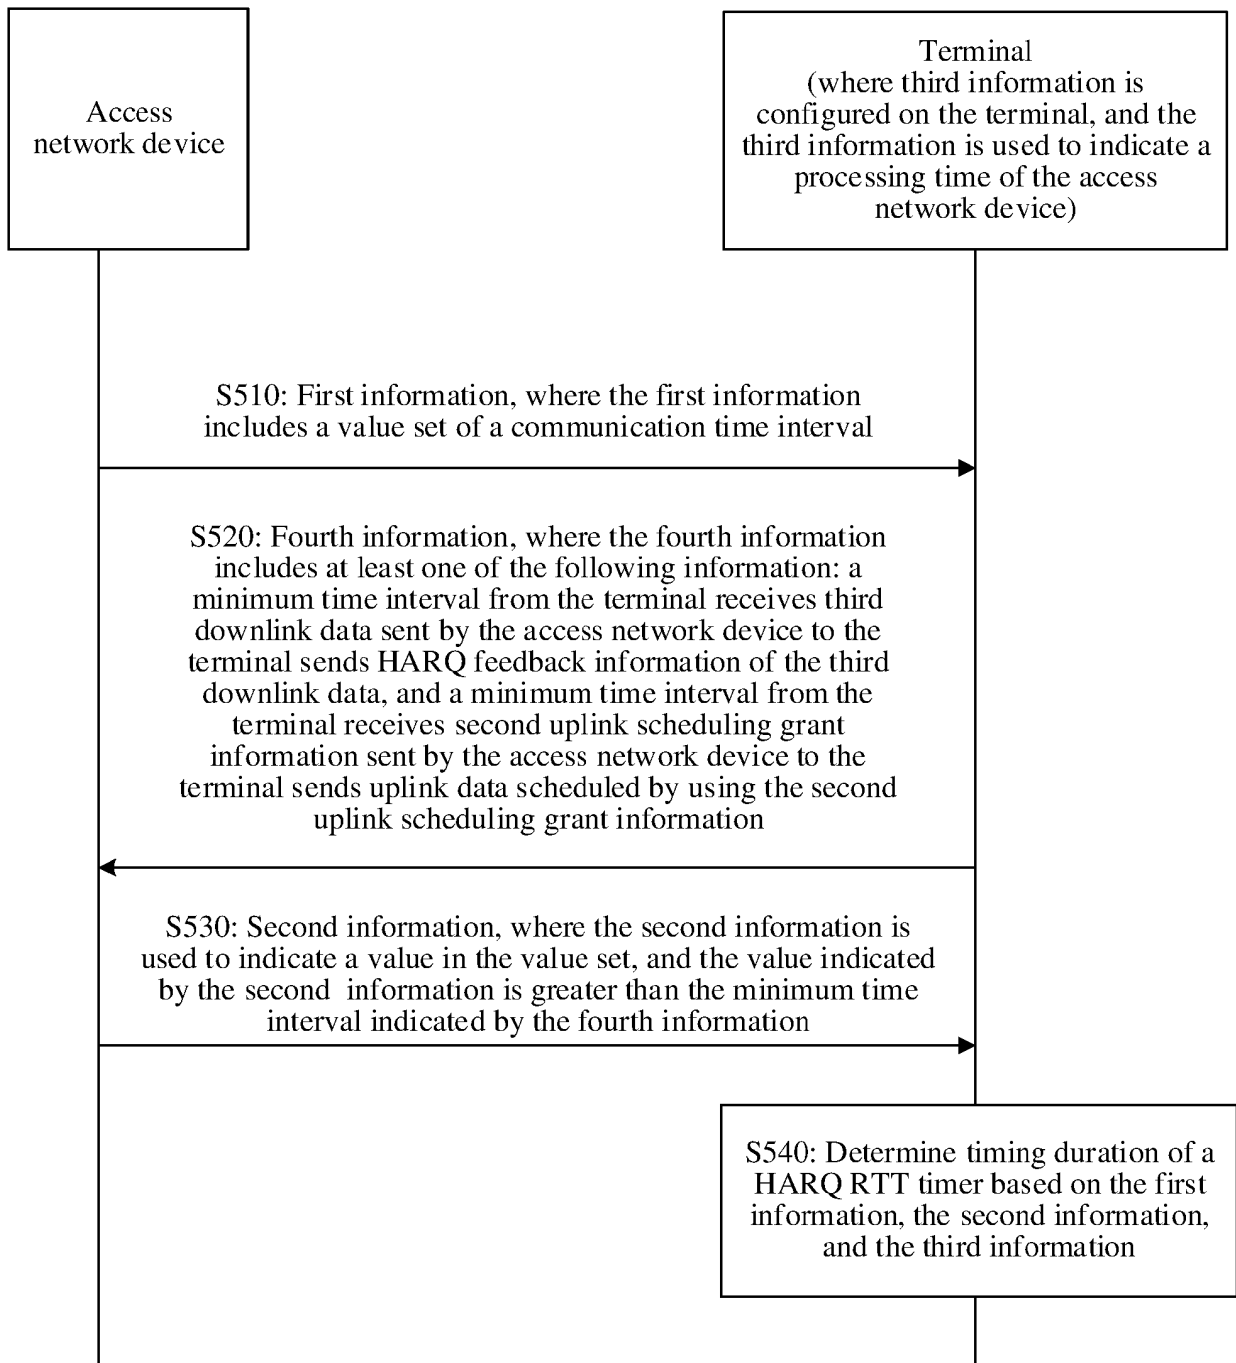 Access
network device
Terminal
(where third information is
configured on the terminal, and the
third information is used to indicate a
processing time of the access
network device)
S510: First information, where the first information
includes a value set of a communication time interval
S520: Fourth information, where the fourth information
includes at least one of the following information: a
minimum time interval from the terminal receives third
downlink data sent by the access network device to the
terminal sends HARQ feedback information of the third
downlink data, and a minimum time interval from the
terminal receives second uplink scheduling grant
information sent by the access network device to the
terminal sends uplink data scheduled by using the second
uplink scheduling grant information
S530: Second information, where the second information is
used to indicate a value in the value set, and the value indicated
by the second information is greater than the minimum time
interval indicated by the fourth information
S540: Determine timing duration of a
HARQ RTT timer based on the first
information, the second information,
and the third information